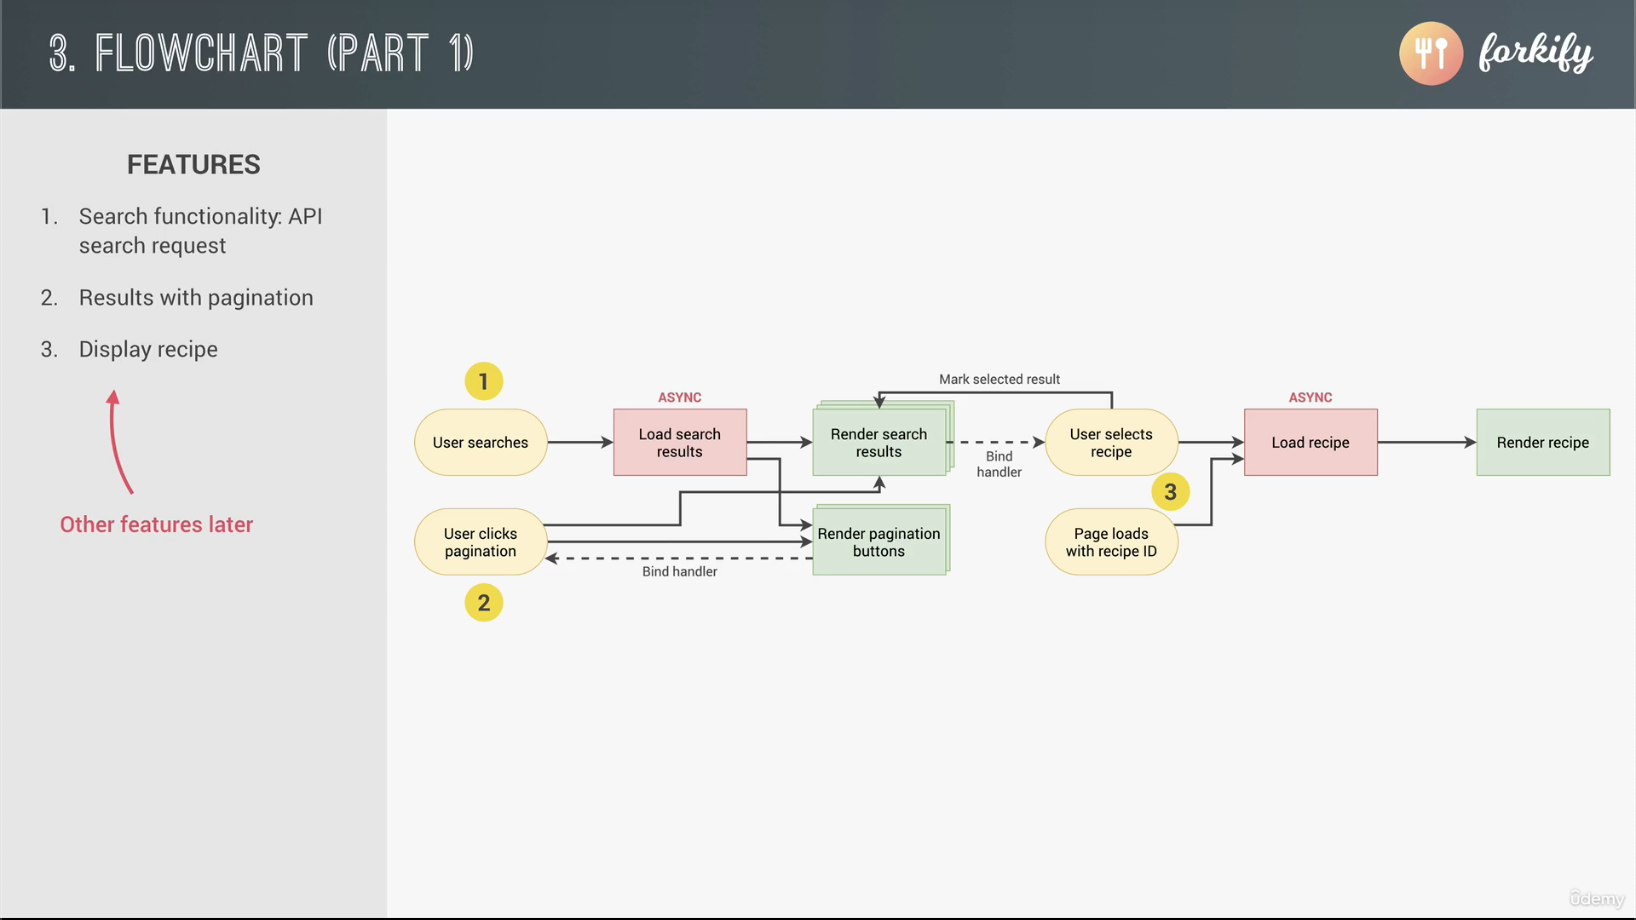 3. FLOWCHART (PART 1)
forkify
FEATURES
1. Search functionality: API
search request
2. Results with pagination
3. Display recipe
Other features later
1
User searches
ASYNC
Load search
results
Render search
results
Mark selected result
Bind
handler
User selects
recipe
3
ASYNC
Load recipe
Render recipe
User clicks
pagination
2
Bind handler
Render pagination
buttons
Page loads
with recipe ID
ûdemy